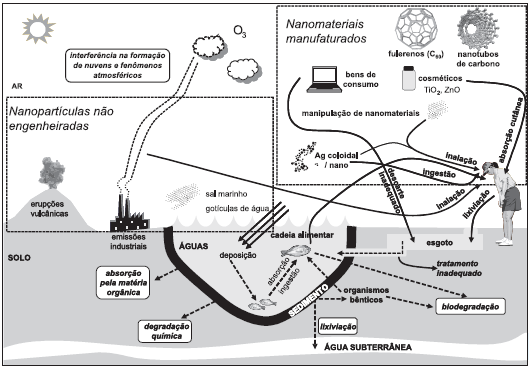 O₃
interferência na formação
de nuvens e fenômenos
atmosféricos
AR
Nanomateriais
manufaturados
fulerenos (C₆₀)
nanotubos
de carbono
bens de
consumo
cosméticos
TiO₂, ZnO
manipulação de nanomateriais
Ag coloidal
/ nano
inalação
ingestão
inalação
absorção cutânea
lixiviação
descarte
inadequado
Nanopartículas não
engenheiradas
erupções
vulcânicas
emissões
industriais
sal marinho
gotículas de água
SOLO
ÁGUAS
deposição
cadeia alimentar
absorção
ingestão
esgoto
tratamento
inadequado
absorção
pela matéria
orgânica
degradação
química
SEDIMENTO
organismos
bênticos
biodegradação
lixiviação
ÁGUA SUBTERRÂNEA